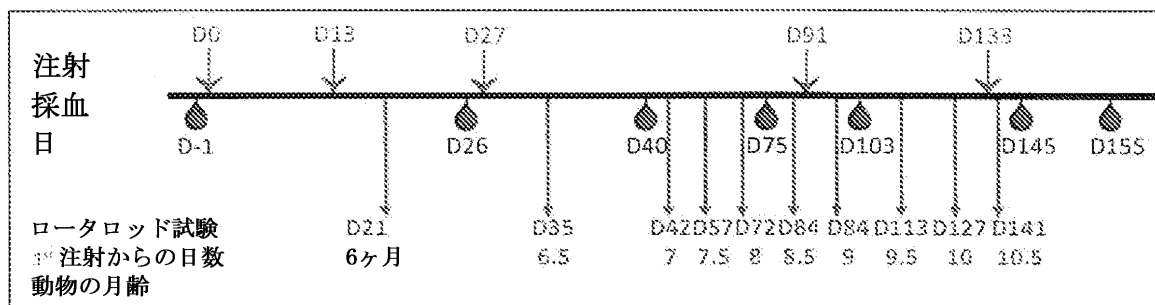 D0 D13 D27 D91 D133
注射
採血
日
D-1 D26 D40 D75 D103 D145 D155
ロータロッド試験 D21 D35 D42 D57 D72 D84 D84 D113 D127 D141
1st 注射からの日数 6ヶ月 6.5 7 7.5 8 8.5 9 9.5 10 10.5
動物の月齢